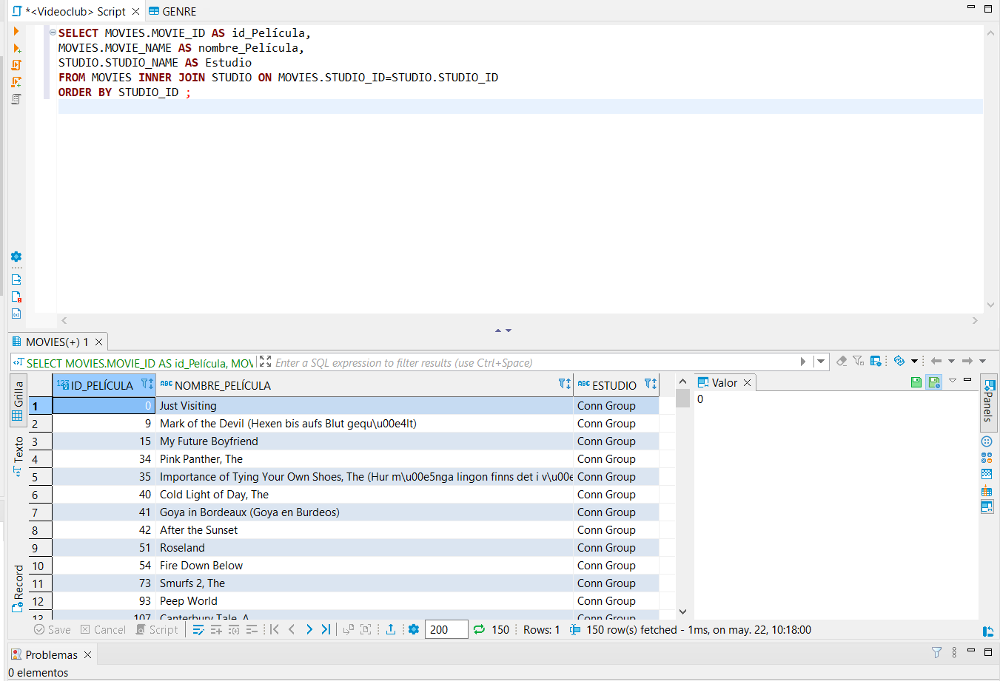 *<Videoclub> Script
GENRE
SELECT MOVIES.MOVIE_ID AS id_Película,
MOVIES.MOVIE_NAME AS nombre_Película,
STUDIO.STUDIO_NAME AS Estudio
FROM MOVIES INNER JOIN STUDIO ON MOVIES.STUDIO_ID=STUDIO.STUDIO_ID
ORDER BY STUDIO_ID ;
MOVIES(+) 1
SELECT MOVIES.MOVIE_ID AS id_Película, MOV
Enter a SQL expression to filter results (use Ctrl+Space)
Grilla
Texto
Record
123 ID_PELÍCULA ABC NOMBRE_PELÍCULA ABC ESTUDIO
1 0 Just Visiting Conn Group
2 9 Mark of the Devil (Hexen bis aufs Blut gequ\u00e4lt) Conn Group
3 15 My Future Boyfriend Conn Group
4 34 Pink Panther, The Conn Group
5 35 Importance of Tying Your Own Shoes, The (Hur m\u00e5nga lingon finns det i v\u00e Conn Group
6 40 Cold Light of Day, The Conn Group
7 41 Goya in Bordeaux (Goya en Burdeos) Conn Group
8 42 After the Sunset Conn Group
9 51 Roseland Conn Group
10 54 Fire Down Below Conn Group
11 73 Smurfs 2, The Conn Group
12 93 Peep World Conn Group
13 107 Canterbury Tale, A Conn Group
Valor
0
Panels
Save Cancel Script 200 150 Rows: 1 150 row(s) fetched - 1ms, on may. 22, 10:18:00
Problemas
0 elementos